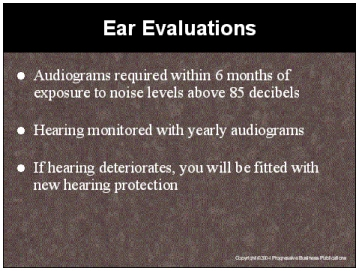 Ear Evaluations
Audiograms required within 6 months of
exposure to noise levels above 85 decibels
Hearing monitored with yearly audiograms
If hearing deteriorates, you will be fitted with
new hearing protection
Copyright Progressive Business Publications